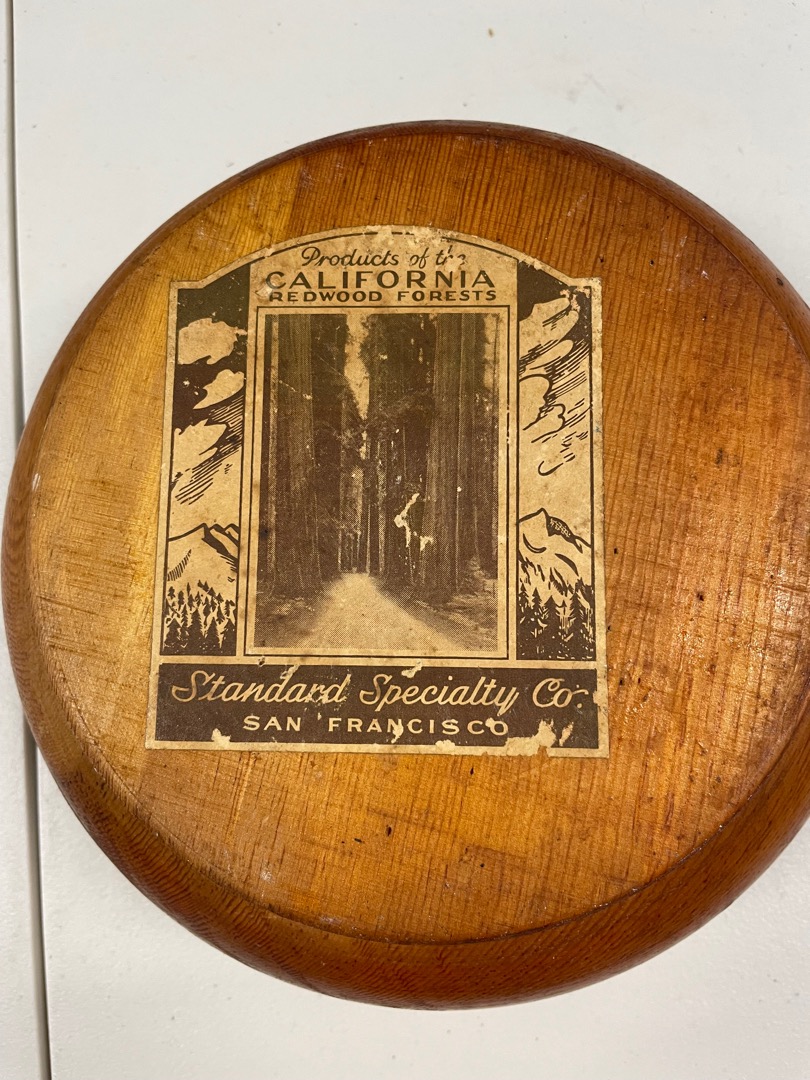 Products of the
CALIFORNIA
REDWOOD FORESTS
Standard Specialty Co.
SAN FRANCISCO